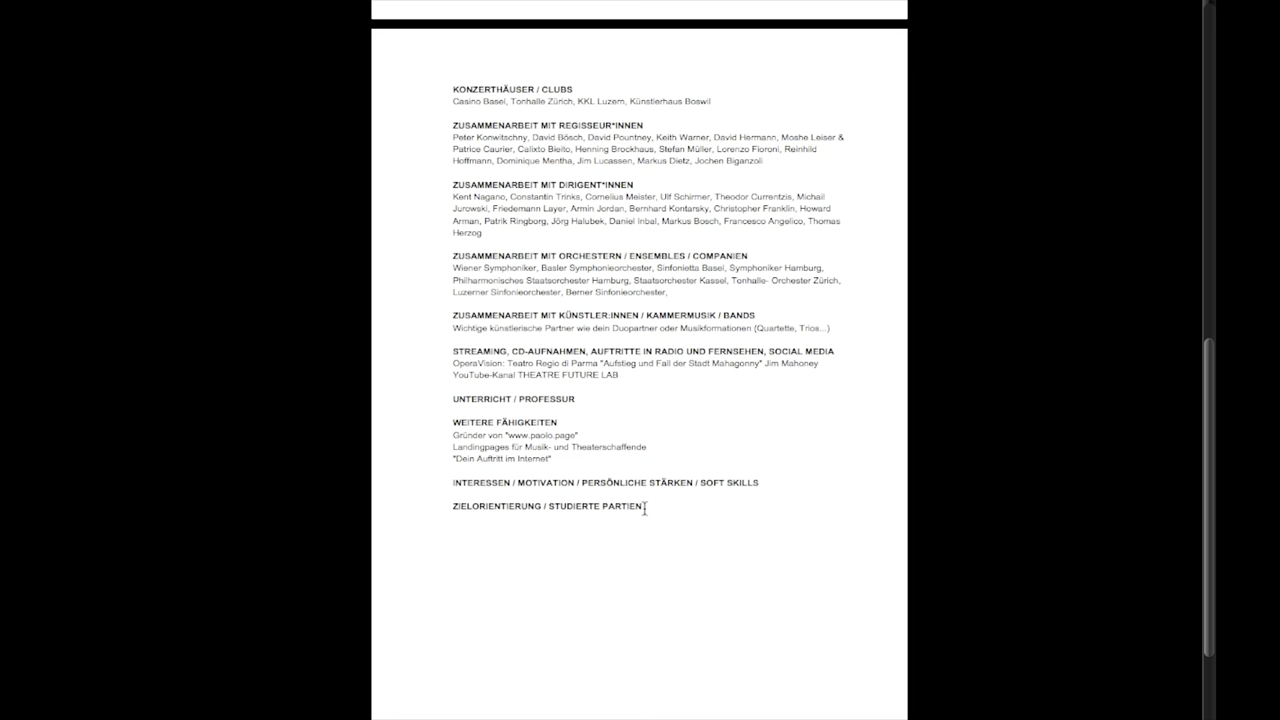 KONZERTHÄUSER / CLUBS
Casino Basel, Tonhalle Zürich, KKL Luzern, Künstlerhaus Boswil
ZUSAMMENARBEIT MIT REGISSEUR*INNEN
Peter Konwitschny, David Bösch, David Pountney, Keith Warner, David Hermann, Moshe Leiser &
Patrice Caurier, Calixto Bieito, Henning Brockhaus, Stefan Müller, Lorenzo Fioroni, Reinhild
Hoffmann, Dominique Mentha, Jim Lucassen, Markus Dietz, Jochen Biganzoli
ZUSAMMENARBEIT MIT DIRIGENT*INNEN
Kent Nagano, Constantin Trinks, Cornelius Meister, Ulf Schirmer, Theodor Currentzis, Michail
Jurowski, Friedemann Layer, Armin Jordan, Bernhard Kontarsky, Christopher Franklin, Howard
Arman, Patrik Ringborg, Jörg Halubek, Daniel Inbal, Markus Bosch, Francesco Angelico, Thomas
Herzog
ZUSAMMENARBEIT MIT ORCHESTERN / ENSEMBLES / COMPANIEN
Wiener Symphoniker, Basler Symphonieorchester, Sinfonietta Basel, Symphoniker Hamburg,
Philharmonisches Staatsorchester Hamburg, Staatsorchester Kassel, Tonhalle- Orchester Zürich,
Luzerner Sinfonieorchester, Berner Sinfonieorchester,
ZUSAMMENARBEIT MIT KÜNSTLER:INNEN / KAMMERMUSIK / BANDS
Wichtige künstlerische Partner wie dein Duopartner oder Musikformationen (Quartette, Trios...)
STREAMING, CD-AUFNAHMEN, AUFTRITTE IN RADIO UND FERNSEHEN, SOCIAL MEDIA
OperaVision: Teatro Regio di Parma "Aufstieg und Fall der Stadt Mahagonny" Jim Mahoney
YouTube-Kanal THEATRE FUTURE LAB
UNTERRICHT / PROFESSUR
WEITERE FÄHIGKEITEN
Gründer von "www.paolo.page"
Landingpages für Musik- und Theaterschaffende
"Dein Auftritt im Internet"
INTERESSEN / MOTIVATION / PERSÖNLICHE STÄRKEN / SOFT SKILLS
ZIELORIENTIERUNG / STUDIERTE PARTIEN